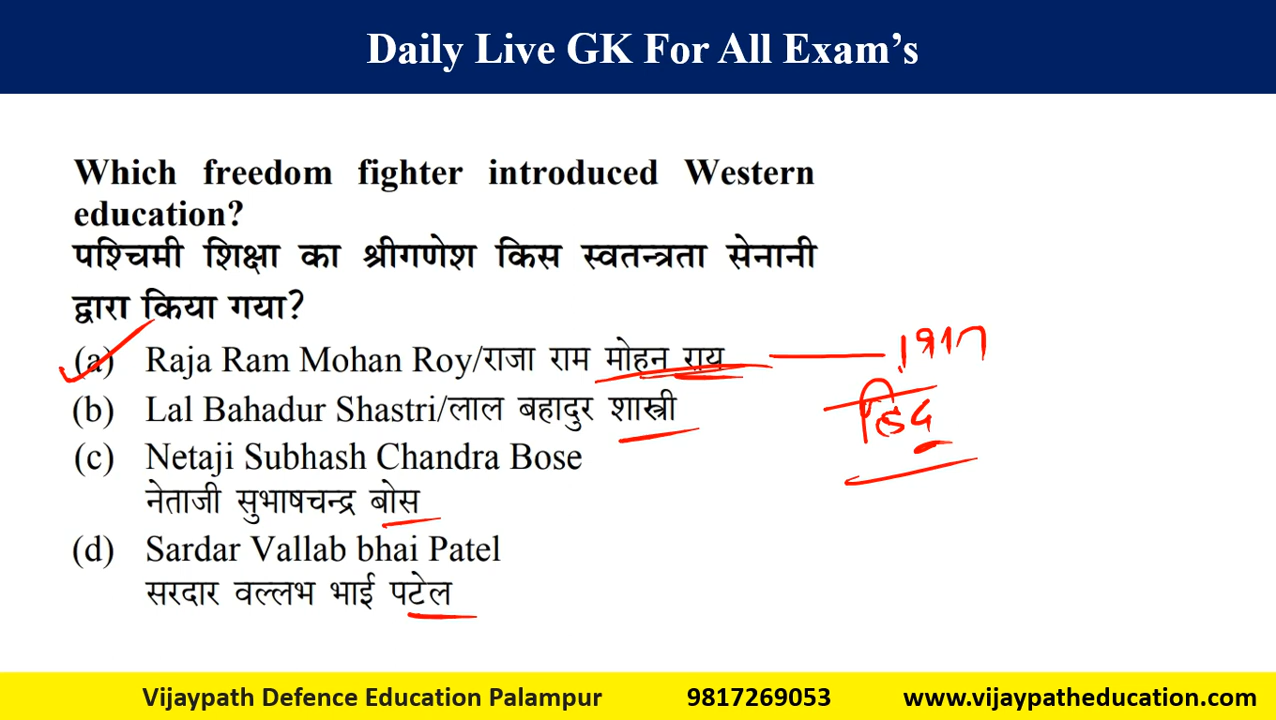 Daily Live GK For All Exam's
Which freedom fighter introduced Western
education?
पश्चिमी शिक्षा का श्रीगणेश किस स्वतन्त्रता सेनानी
द्वारा किया गया?
(a) Raja Ram Mohan Roy/राजा राम मोहन राय
(b) Lal Bahadur Shastri/लाल बहादुर शास्त्री
(c) Netaji Subhash Chandra Bose
नेताजी सुभाषचन्द्र बोस
(d) Sardar Vallab bhai Patel
सरदार वल्लभ भाई पटेल
Vijaypath Defence Education Palampur 9817269053 www.vijaypatheducation.com